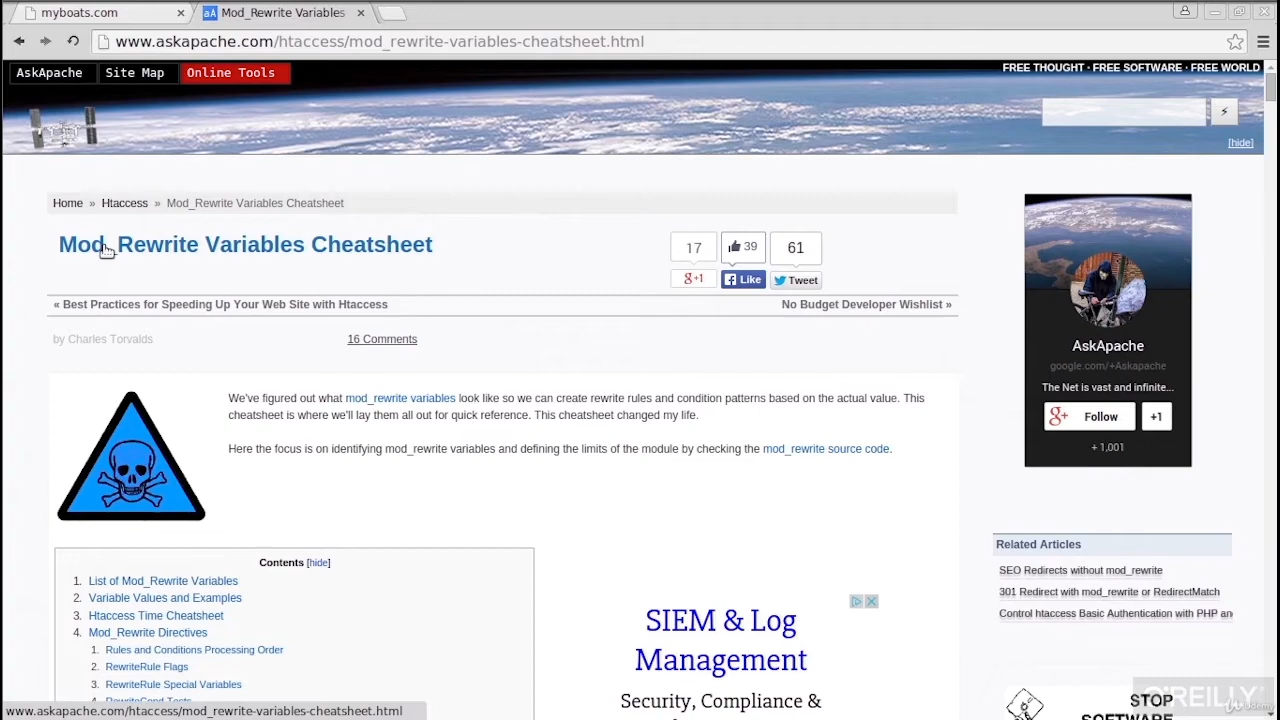 myboats.com
Mod_Rewrite Variables
www.askapache.com/htaccess/mod_rewrite-variables-cheatsheet.html
AskApache Site Map Online Tools
FREE THOUGHT · FREE SOFTWARE · FREE WORLD
[hide]
Home » Htaccess » Mod_Rewrite Variables Cheatsheet
Mod_Rewrite Variables Cheatsheet
17 39 61
g+1 Like Tweet
« Best Practices for Speeding Up Your Web Site with Htaccess
No Budget Developer Wishlist »
by Charles Torvalds
16 Comments
We've figured out what mod_rewrite variables look like so we can create rewrite rules and condition patterns based on the actual value. This
cheatsheet is where we'll lay them all out for quick reference. This cheatsheet changed my life.
Here the focus is on identifying mod_rewrite variables and defining the limits of the module by checking the mod_rewrite source code.
Contents [hide]
1. List of Mod_Rewrite Variables
2. Variable Values and Examples
3. Htaccess Time Cheatsheet
4. Mod_Rewrite Directives
1. Rules and Conditions Processing Order
2. RewriteRule Flags
3. RewriteRule Special Variables
4. RewriteCond Tests
SIEM & Log
Management
Security, Compliance &
AskApache
google.com/+Askapache
The Net is vast and infinite...
g+ Follow +1
+ 1,001
Related Articles
SEO Redirects without mod_rewrite
301 Redirect with mod_rewrite or RedirectMatch
Control htaccess Basic Authentication with PHP an
STOP
SOFTWARE
O'REILLY
Udemy
www.askapache.com/htaccess/mod_rewrite-variables-cheatsheet.html